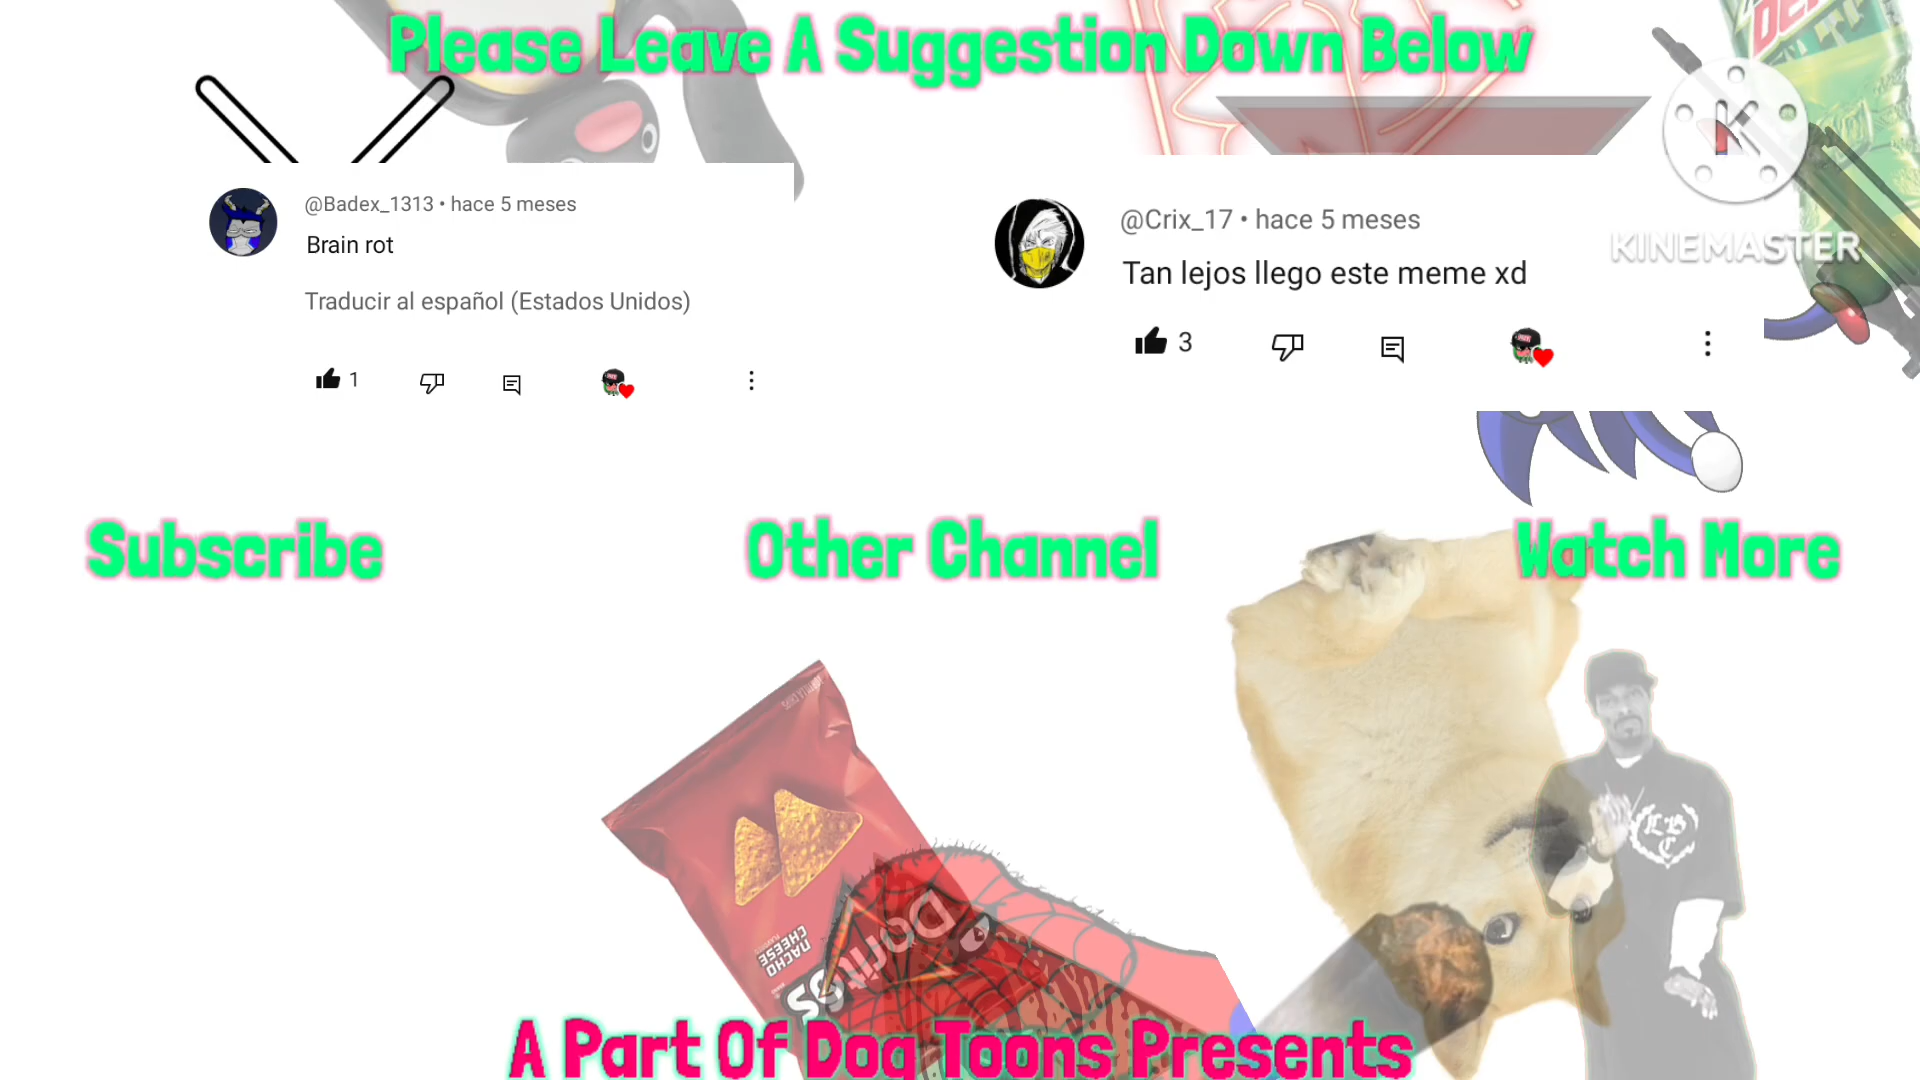 Please Leave A Suggestion Down Below
@Badex_1313 • hace 5 meses
Brain rot
Traducir al español (Estados Unidos)
1
@Crix_17 • hace 5 meses
Tan lejos llego este meme xd
3
K
KINEMASTER
Subscribe
Other Channel
Watch More
NACHO
CHEESE
Doritos
LB
C
A Part Of Dog Toons Presents